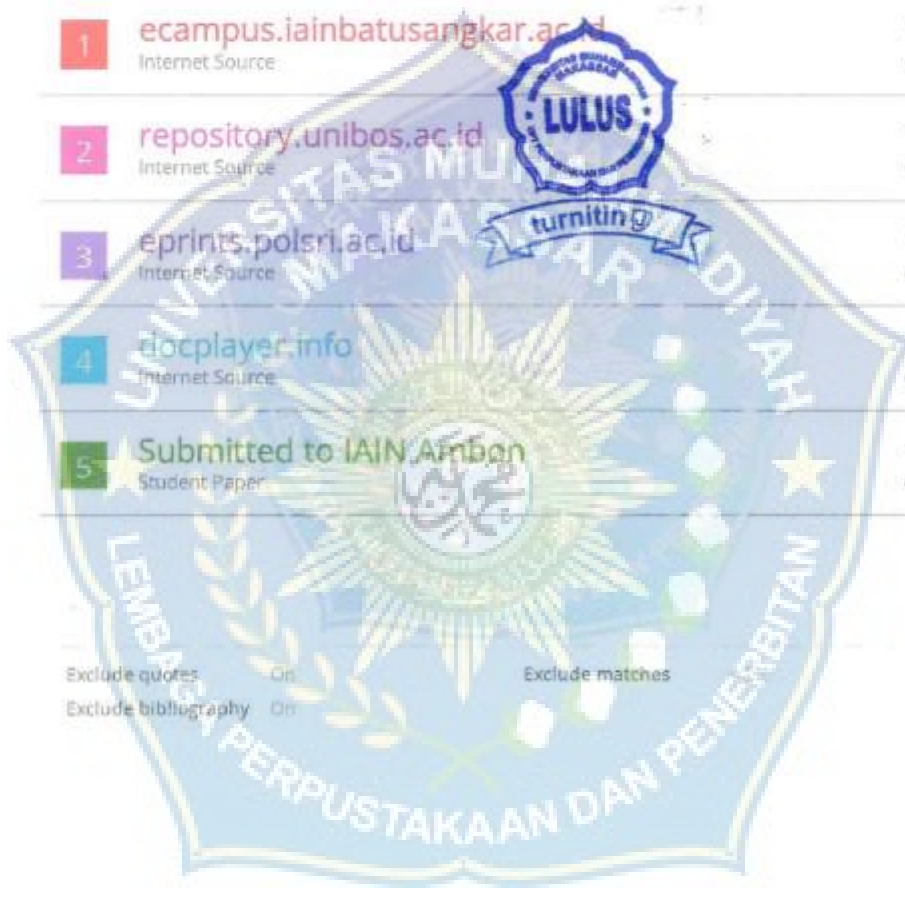 1 ecampus.iainbatusangkar.ac.id
Internet Source
LULUS
turnitin
2 repository.unibos.ac.id
Internet Source
3 eprints.polsri.ac.id
Internet Source
4 docplayer.info
Internet Source
5 Submitted to IAIN Ambon
Student Paper
Exclude quotes On
Exclude matches
Exclude bibliography
UNIVERSITAS MUHAMMADIYAH
MAKASSAR
LEMBAGA PERPUSTAKAAN DAN PENERBITAN